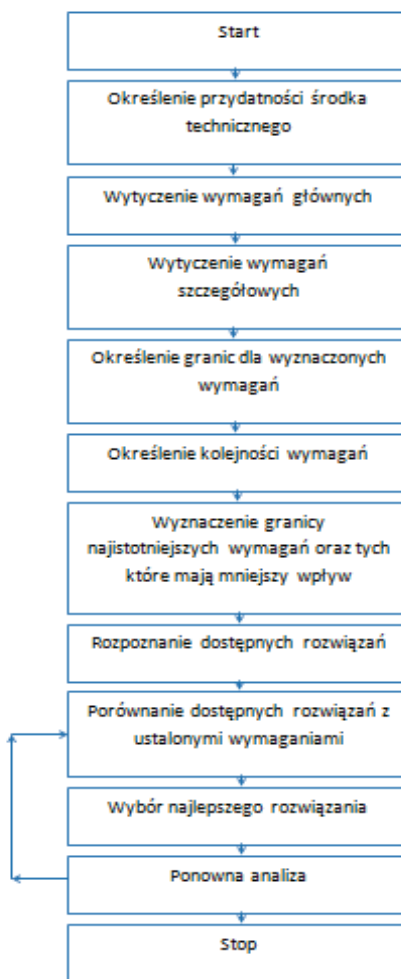 Start
Określenie przydatności środka
technicznego
Wytyczenie wymagań głównych
Wytyczenie wymagań
szczegółowych
Określenie granic dla wyznaczonych
wymagań
Określenie kolejności wymagań
Wyznaczenie granicy
najistotniejszych wymagań oraz tych
które mają mniejszy wpływ
Rozpoznanie dostępnych rozwiązań
Porównanie dostępnych rozwiązań z
ustalonymi wymaganiami
Wybór najlepszego rozwiązania
Ponowna analiza
Stop